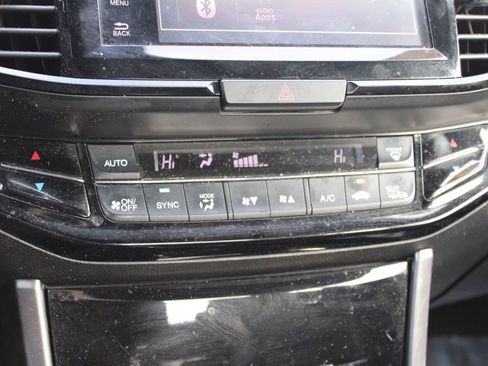 MENU
BACK
AUDIO
Apps
AUTO
Hi
Hi
FRONT
ON/
OFF
SYNC
MODE
A/C
REAR